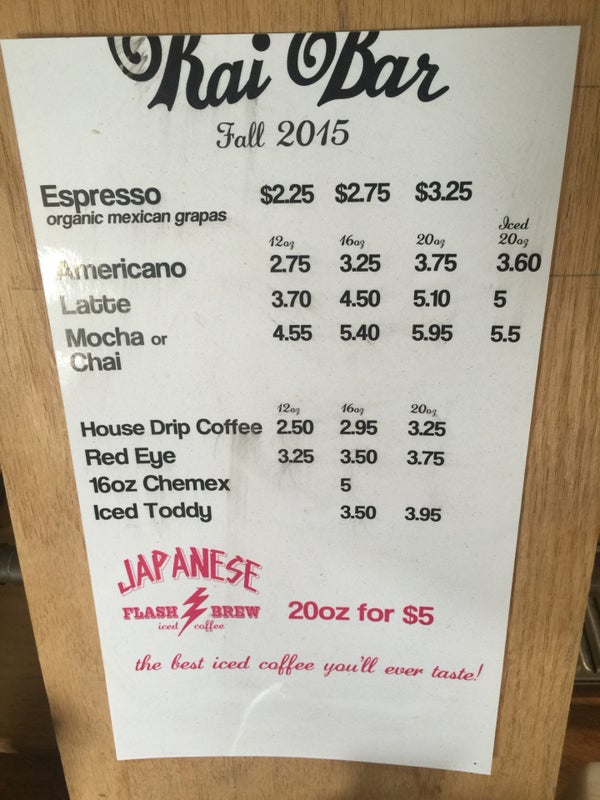 Kai Bar
Fall 2015
Espresso $2.25 $2.75 $3.25
organic mexican grapas
Iced
12oz 16oz 20oz 20oz
Americano 2.75 3.25 3.75 3.60
Latte 3.70 4.50 5.10 5
Mocha or 4.55 5.40 5.95 5.5
Chai
12oz 16oz 20oz
House Drip Coffee 2.50 2.95 3.25
Red Eye 3.25 3.50 3.75
16oz Chemex 5
Iced Toddy 3.50 3.95
JAPANESE
FLASH BREW 20oz for $5
iced coffee
the best iced coffee you'll ever taste!